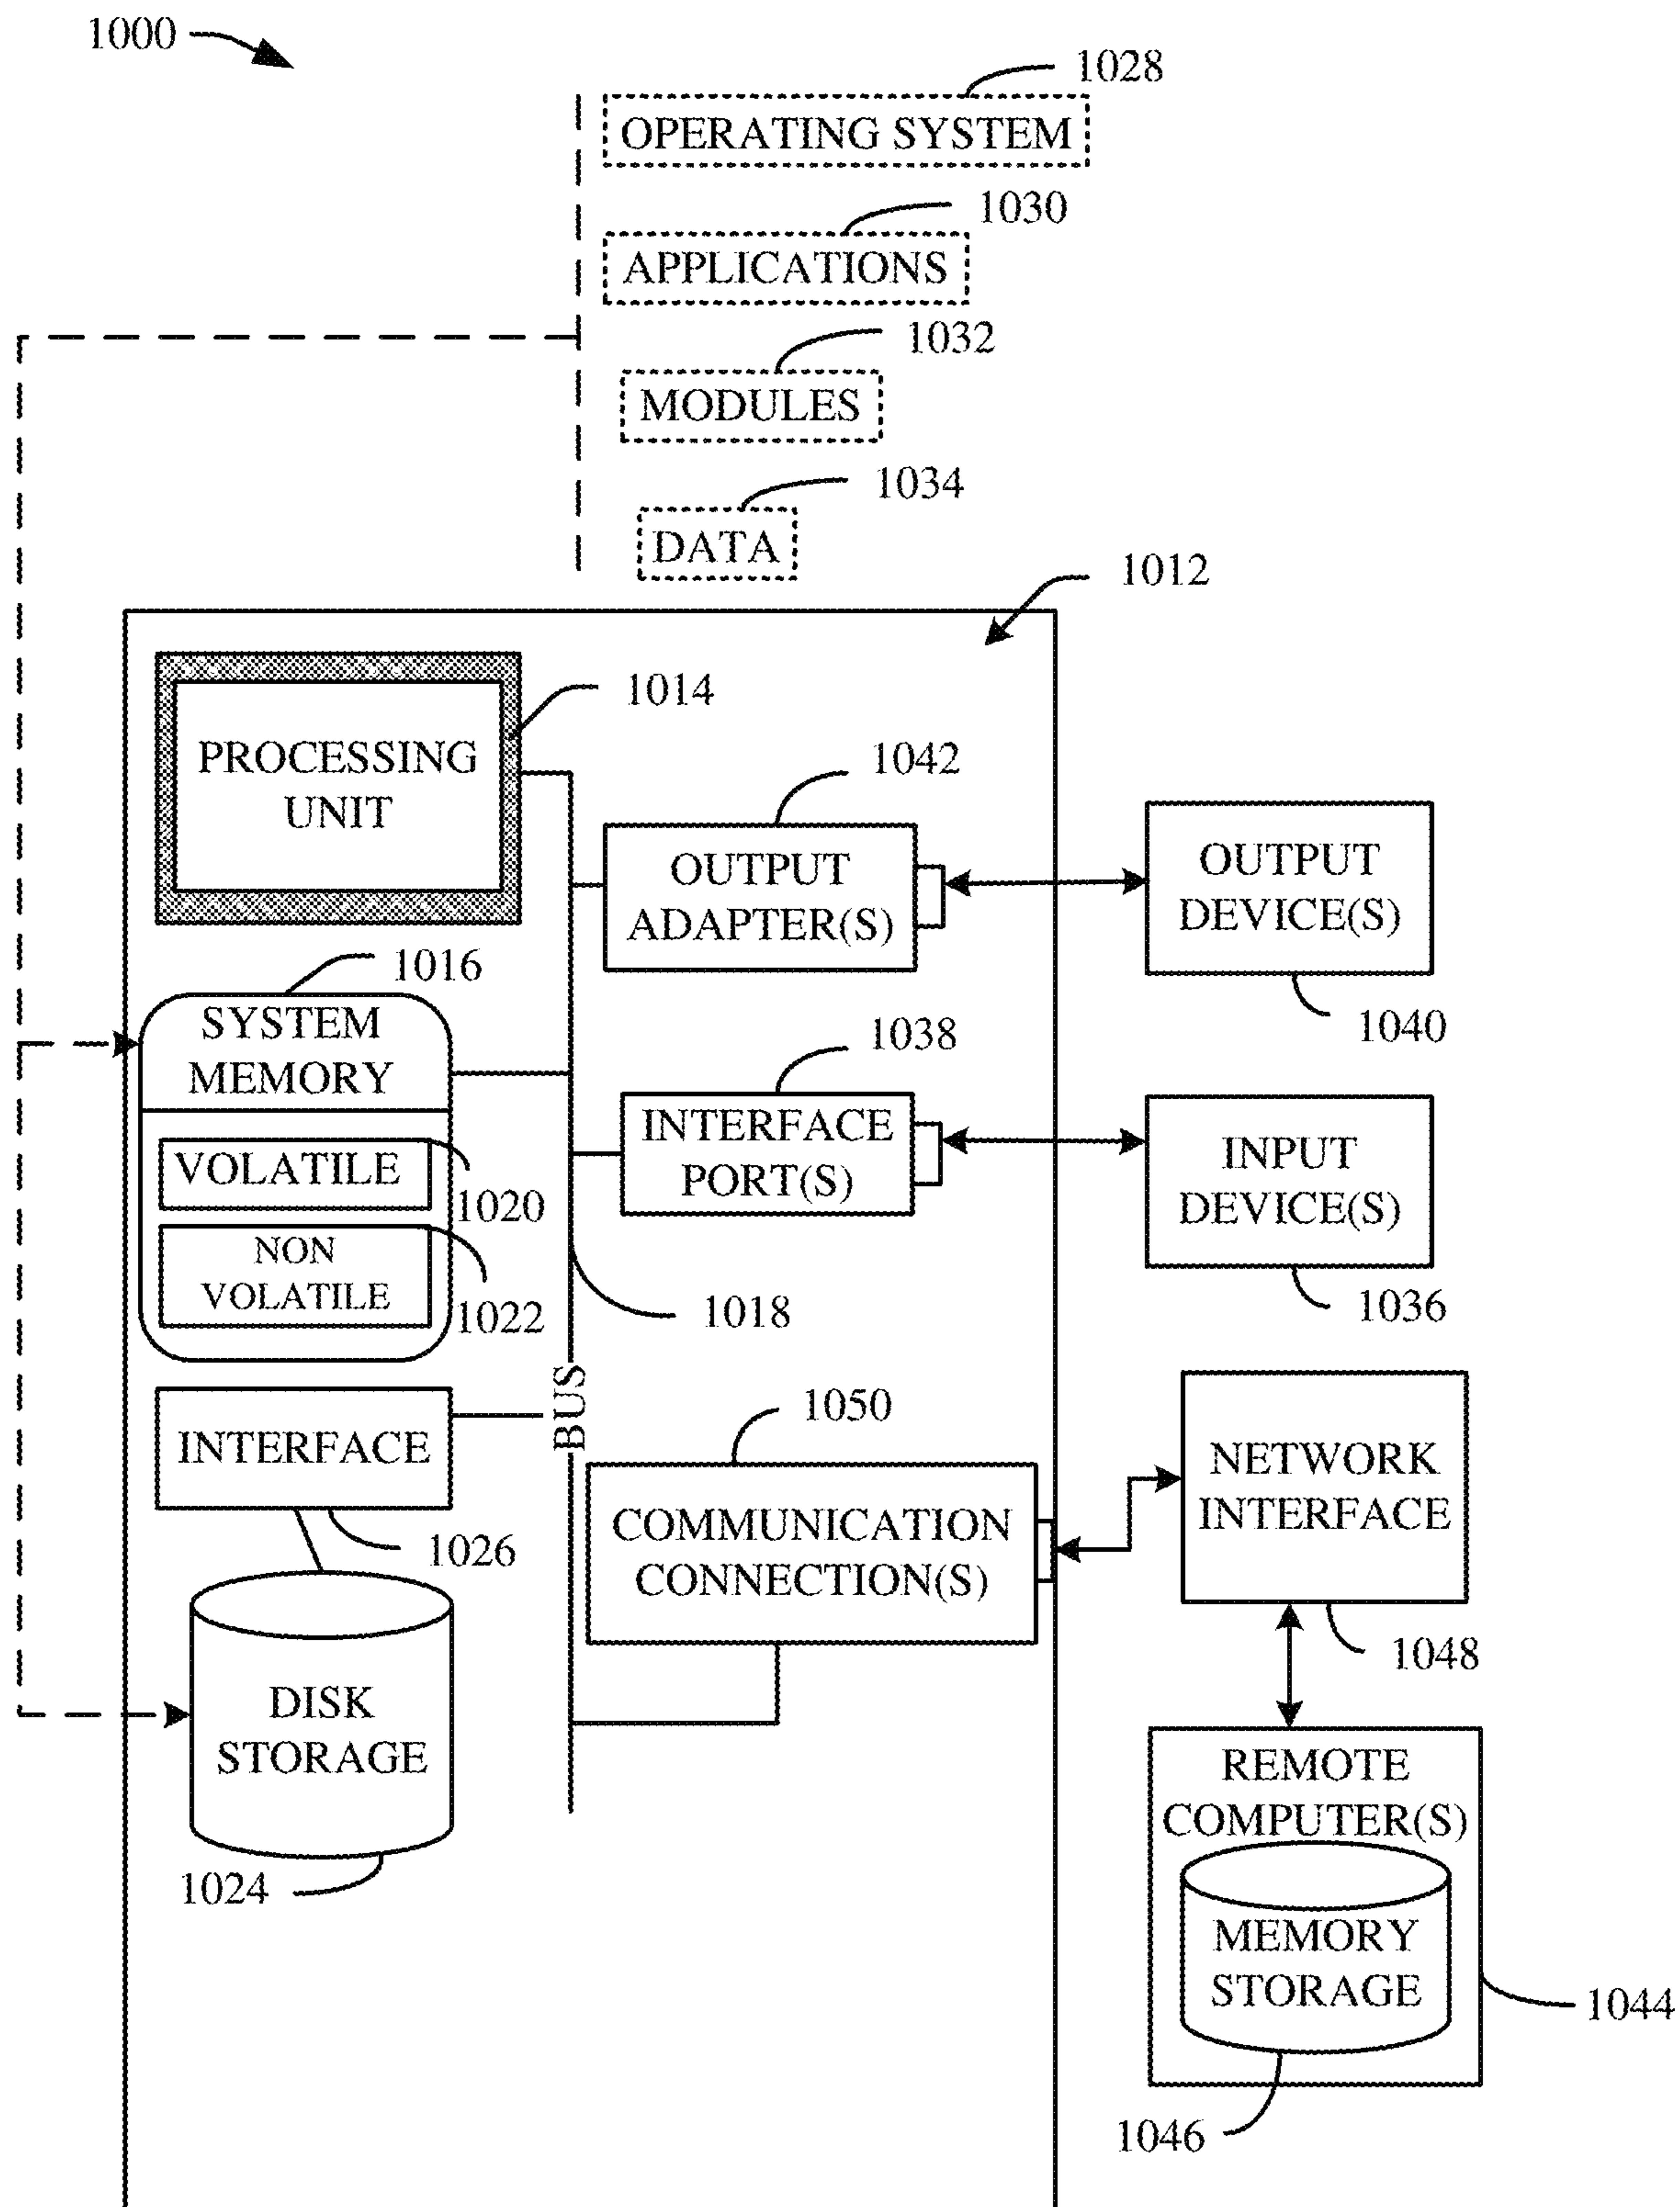 1000
1028
OPERATING SYSTEM
1030
APPLICATIONS
1032
MODULES
1034
DATA
1012
1014
PROCESSING
UNIT
1042
OUTPUT
ADAPTER(S)
OUTPUT
DEVICE(S)
1040
1016
SYSTEM
MEMORY
VOLATILE
1020
NON
VOLATILE
1022
1038
INTERFACE
PORT(S)
INPUT
DEVICE(S)
1036
1018
BUS
INTERFACE
1026
1050
COMMUNICATION
CONNECTION(S)
NETWORK
INTERFACE
1048
DISK
STORAGE
1024
REMOTE
COMPUTER(S)
MEMORY
STORAGE
1044
1046